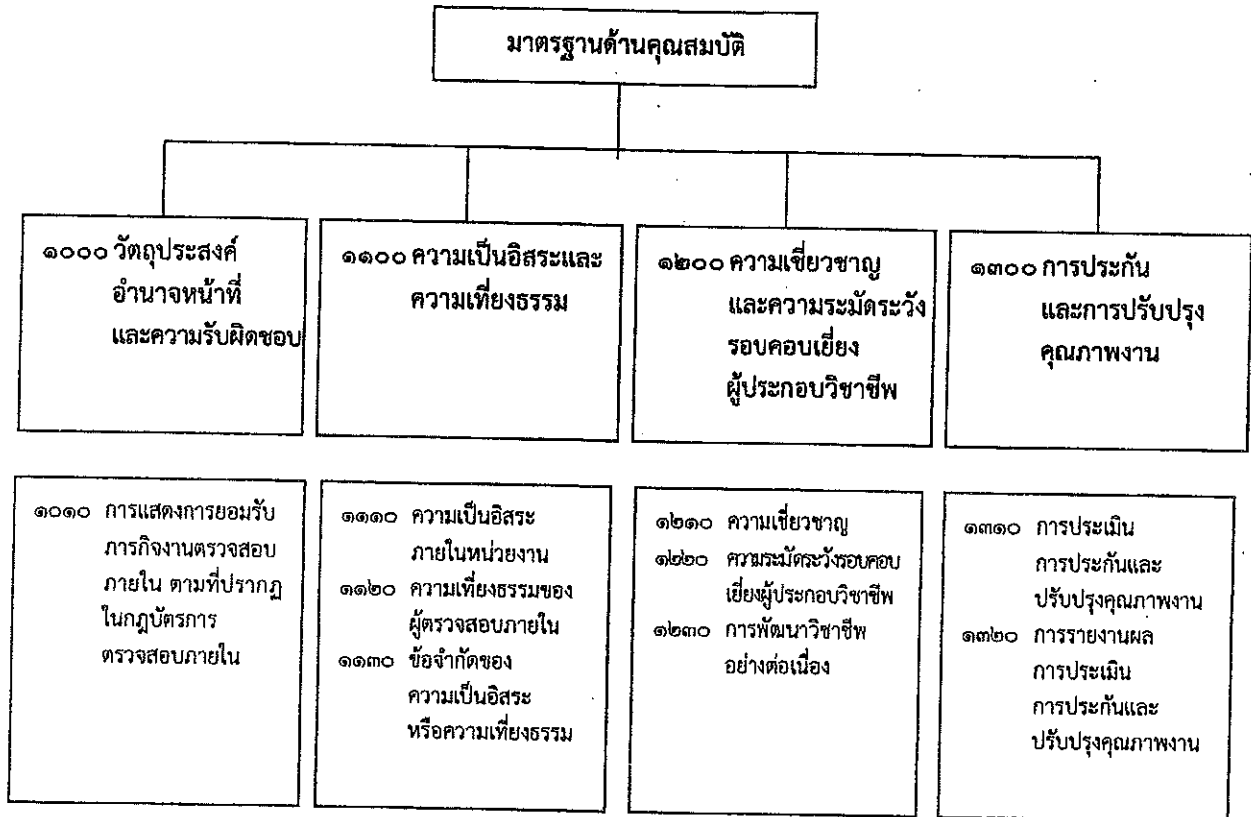 มาตรฐานด้านคุณสมบัติ
๑๐๐๐ วัตถุประสงค์
อำนาจหน้าที่
และความรับผิดชอบ
๑๑๐๐ ความเป็นอิสระและ
ความเที่ยงธรรม
๑๒๐๐ ความเชี่ยวชาญ
และความระมัดระวัง
รอบคอบเยี่ยง
ผู้ประกอบวิชาชีพ
๑๓๐๐ การประกัน
และการปรับปรุง
คุณภาพงาน
๑๐๑๐ การแสดงการยอมรับ
ภารกิจงานตรวจสอบ
ภายใน ตามที่ปรากฏ
ในกฎบัตรการ
ตรวจสอบภายใน
๑๑๑๐ ความเป็นอิสระ
ภายในหน่วยงาน
๑๑๒๐ ความเที่ยงธรรมของ
ผู้ตรวจสอบภายใน
๑๑๓๐ ข้อจำกัดของ
ความเป็นอิสระ
หรือความเที่ยงธรรม
๑๒๑๐ ความเชี่ยวชาญ
๑๒๒๐ ความระมัดระวังรอบคอบ
เยี่ยงผู้ประกอบวิชาชีพ
๑๒๓๐ การพัฒนาวิชาชีพ
อย่างต่อเนื่อง
๑๓๑๐ การประเมิน
การประกันและ
ปรับปรุงคุณภาพงาน
๑๓๒๐ การรายงานผล
การประเมิน
การประกันและ
ปรับปรุงคุณภาพงาน